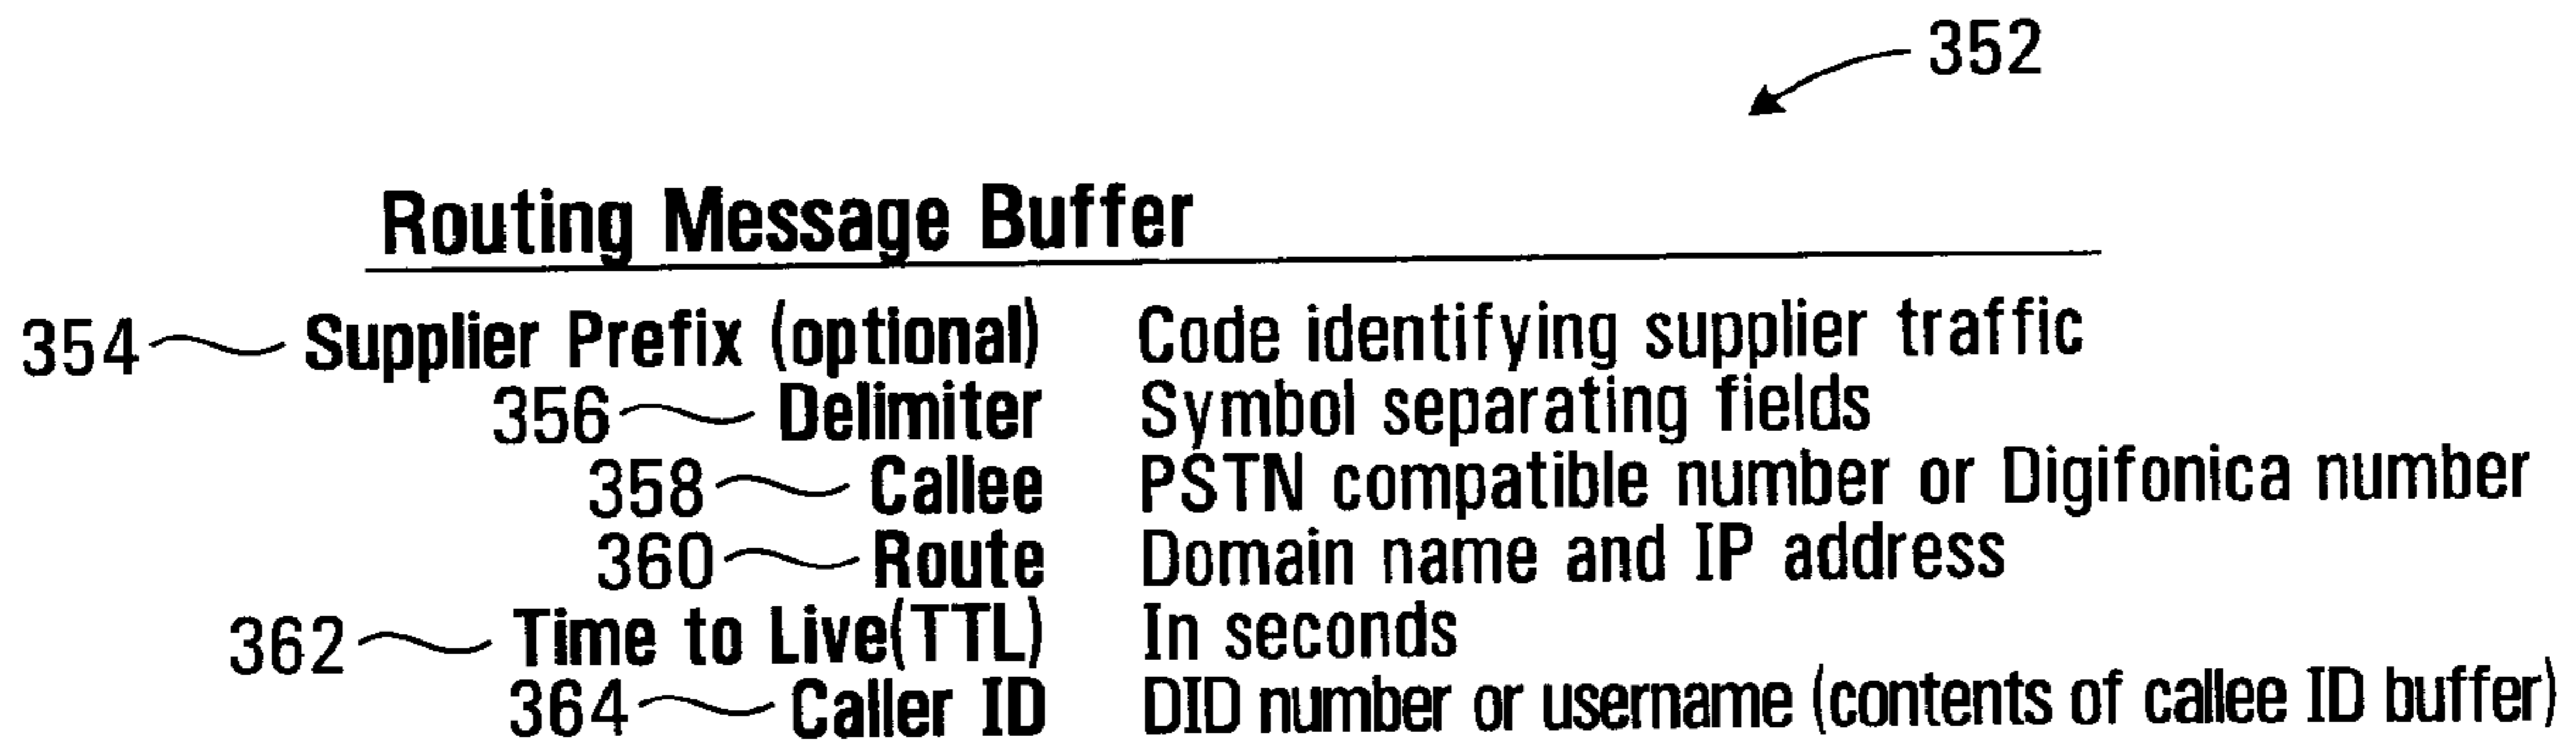 352
Routing Message Buffer
354 Supplier Prefix (optional) Code identifying supplier traffic
356 Delimiter Symbol separating fields
358 Callee PSTN compatible number or Digifonica number
360 Route Domain name and IP address
362 Time to Live(TTL) In seconds
364 Caller ID DID number or username (contents of callee ID buffer)